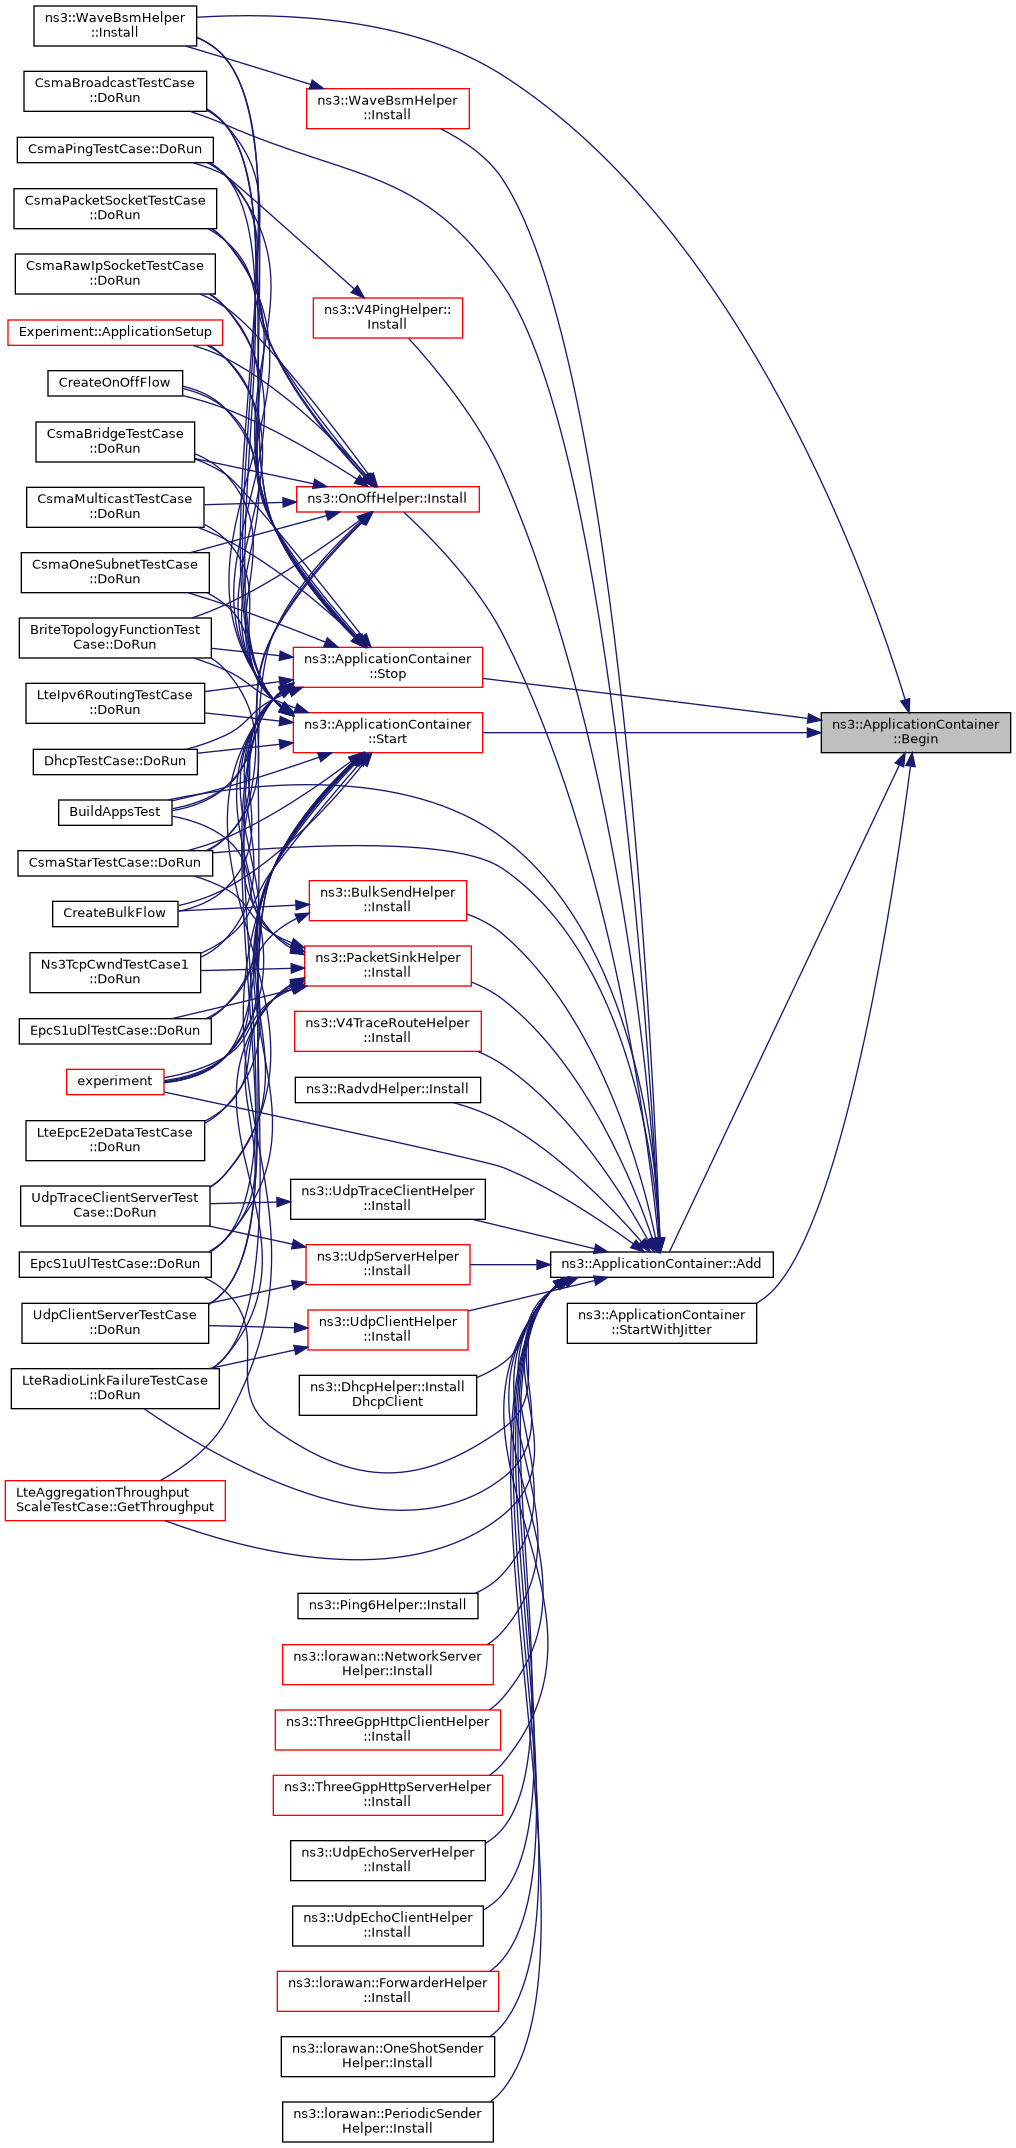 ns3::WaveBsmHelper
::Install
CsmaBroadcastTestCase
::DoRun
CsmaPingTestCase::DoRun
CsmaPacketSocketTestCase
::DoRun
CsmaRawIpSocketTestCase
::DoRun
Experiment::ApplicationSetup
CreateOnOffFlow
CsmaBridgeTestCase
::DoRun
CsmaMulticastTestCase
::DoRun
CsmaOneSubnetTestCase
::DoRun
BriteTopologyFunctionTest
Case::DoRun
LteIpv6RoutingTestCase
::DoRun
DhcpTestCase::DoRun
BuildAppsTest
CsmaStarTestCase::DoRun
CreateBulkFlow
Ns3TcpCwndTestCase1
::DoRun
EpcS1uDlTestCase::DoRun
experiment
LteEpcE2eDataTestCase
::DoRun
UdpTraceClientServerTest
Case::DoRun
EpcS1uUlTestCase::DoRun
UdpClientServerTestCase
::DoRun
LteRadioLinkFailureTestCase
::DoRun
LteAggregationThroughput
ScaleTestCase::GetThroughput
ns3::WaveBsmHelper
::Install
ns3::V4PingHelper::
Install
ns3::OnOffHelper::Install
ns3::ApplicationContainer
::Stop
ns3::ApplicationContainer
::Start
ns3::BulkSendHelper
::Install
ns3::PacketSinkHelper
::Install
ns3::V4TraceRouteHelper
::Install
ns3::RadvdHelper::Install
ns3::UdpTraceClientHelper
::Install
ns3::UdpServerHelper
::Install
ns3::UdpClientHelper
::Install
ns3::DhcpHelper::Install
DhcpClient
ns3::Ping6Helper::Install
ns3::lorawan::NetworkServer
Helper::Install
ns3::ThreeGppHttpClientHelper
::Install
ns3::ThreeGppHttpServerHelper
::Install
ns3::UdpEchoServerHelper
::Install
ns3::UdpEchoClientHelper
::Install
ns3::lorawan::ForwarderHelper
::Install
ns3::lorawan::OneShotSender
Helper::Install
ns3::lorawan::PeriodicSender
Helper::Install
ns3::ApplicationContainer::Add
ns3::ApplicationContainer
::StartWithJitter
ns3::ApplicationContainer
::Begin